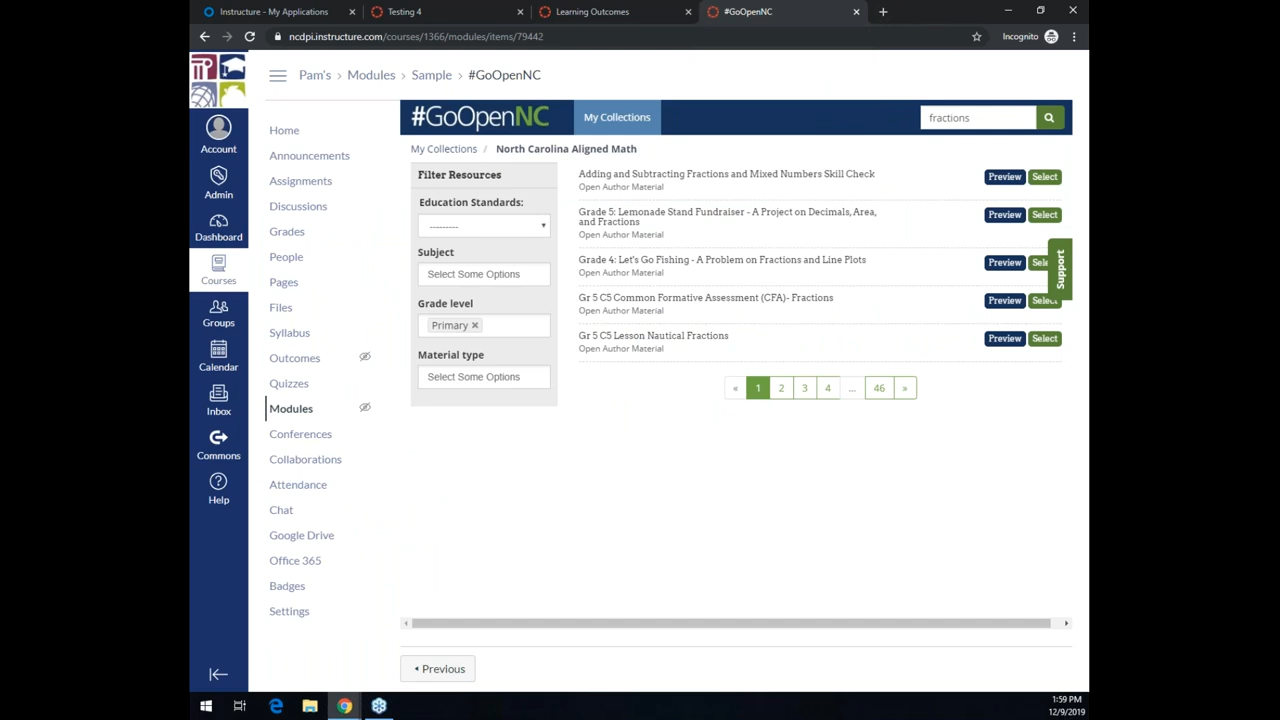 Instructure - My Applications
Testing 4
Learning Outcomes
#GoOpenNC
ncdpi.instructure.com/courses/1366/modules/items/79442
Incognito
Pam's › Modules › Sample › #GoOpenNC
Account
Admin
Dashboard
Courses
Groups
Calendar
Inbox
Commons
Help
Home
Announcements
Assignments
Discussions
Grades
People
Pages
Files
Syllabus
Outcomes
Quizzes
Modules
Conferences
Collaborations
Attendance
Chat
Google Drive
Office 365
Badges
Settings
#GoOpenNC
My Collections
fractions
My Collections / North Carolina Aligned Math
Filter Resources
Education Standards:
---------
Subject
Select Some Options
Grade level
Primary ×
Material type
Select Some Options
Adding and Subtracting Fractions and Mixed Numbers Skill Check
Open Author Material
Preview Select
Grade 5: Lemonade Stand Fundraiser - A Project on Decimals, Area,
and Fractions
Open Author Material
Preview Select
Grade 4: Let's Go Fishing - A Problem on Fractions and Line Plots
Open Author Material
Preview Sele
Gr 5 C5 Common Formative Assessment (CFA)- Fractions
Open Author Material
Preview Select
Gr 5 C5 Lesson Nautical Fractions
Open Author Material
Preview Select
Support
« 1 2 3 4 ... 46 »
Previous
1:59 PM
12/9/2019